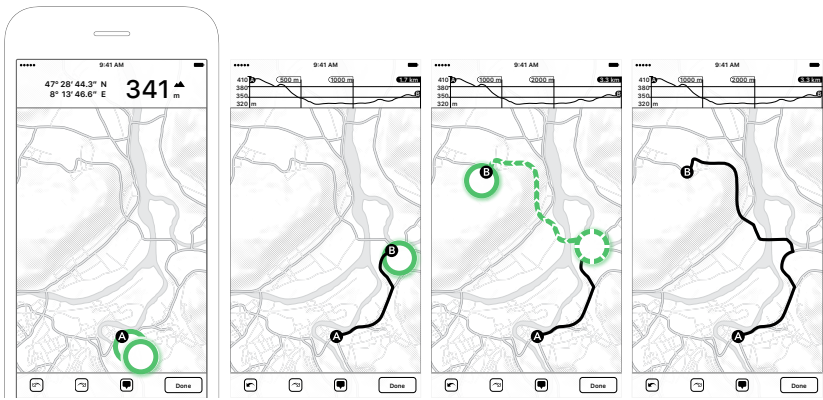 9:41 AM
47° 28' 44.3" N
8° 13' 46.6" E
341 m
A
Done
9:41 AM
410 A 500 m 1000 m 1.7 km
380
350 B
320 m
B
A
Done
9:41 AM
410 A 1000 m 2000 m 3.3 km
380
350 B
320 m
B
A
Done
9:41 AM
410 A 1000 m 2000 m 3.3 km
380
350 B
320 m
B
A
Done